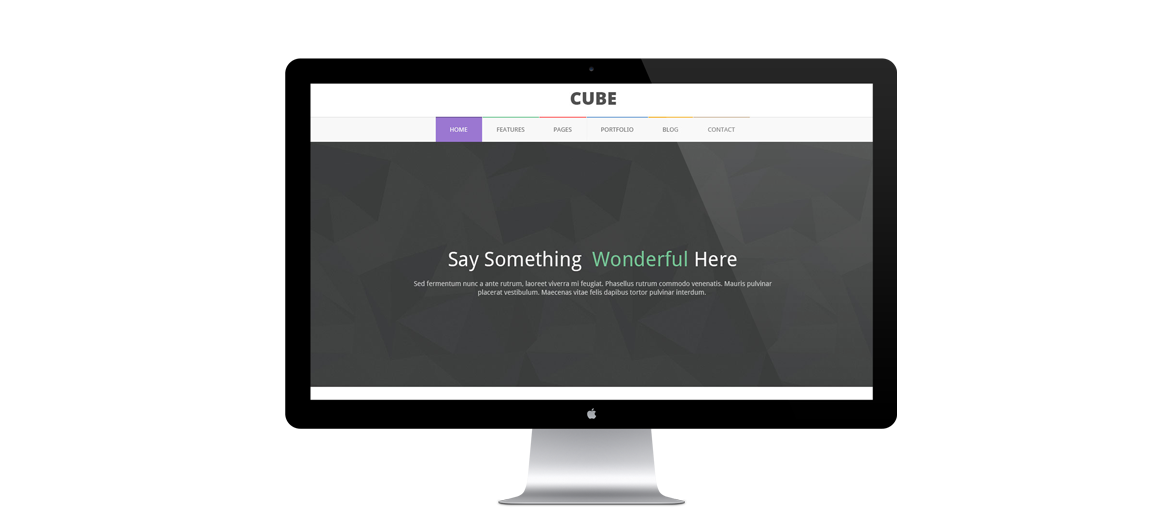 CUBE
HOME FEATURES PAGES PORTFOLIO BLOG CONTACT
Say Something Wonderful Here
Sed fermentum nunc a ante rutrum, laoreet viverra mi feugiat. Phasellus rutrum commodo venenatis. Mauris pulvinar
placerat vestibulum. Maecenas vitae felis dapibus tortor pulvinar interdum.